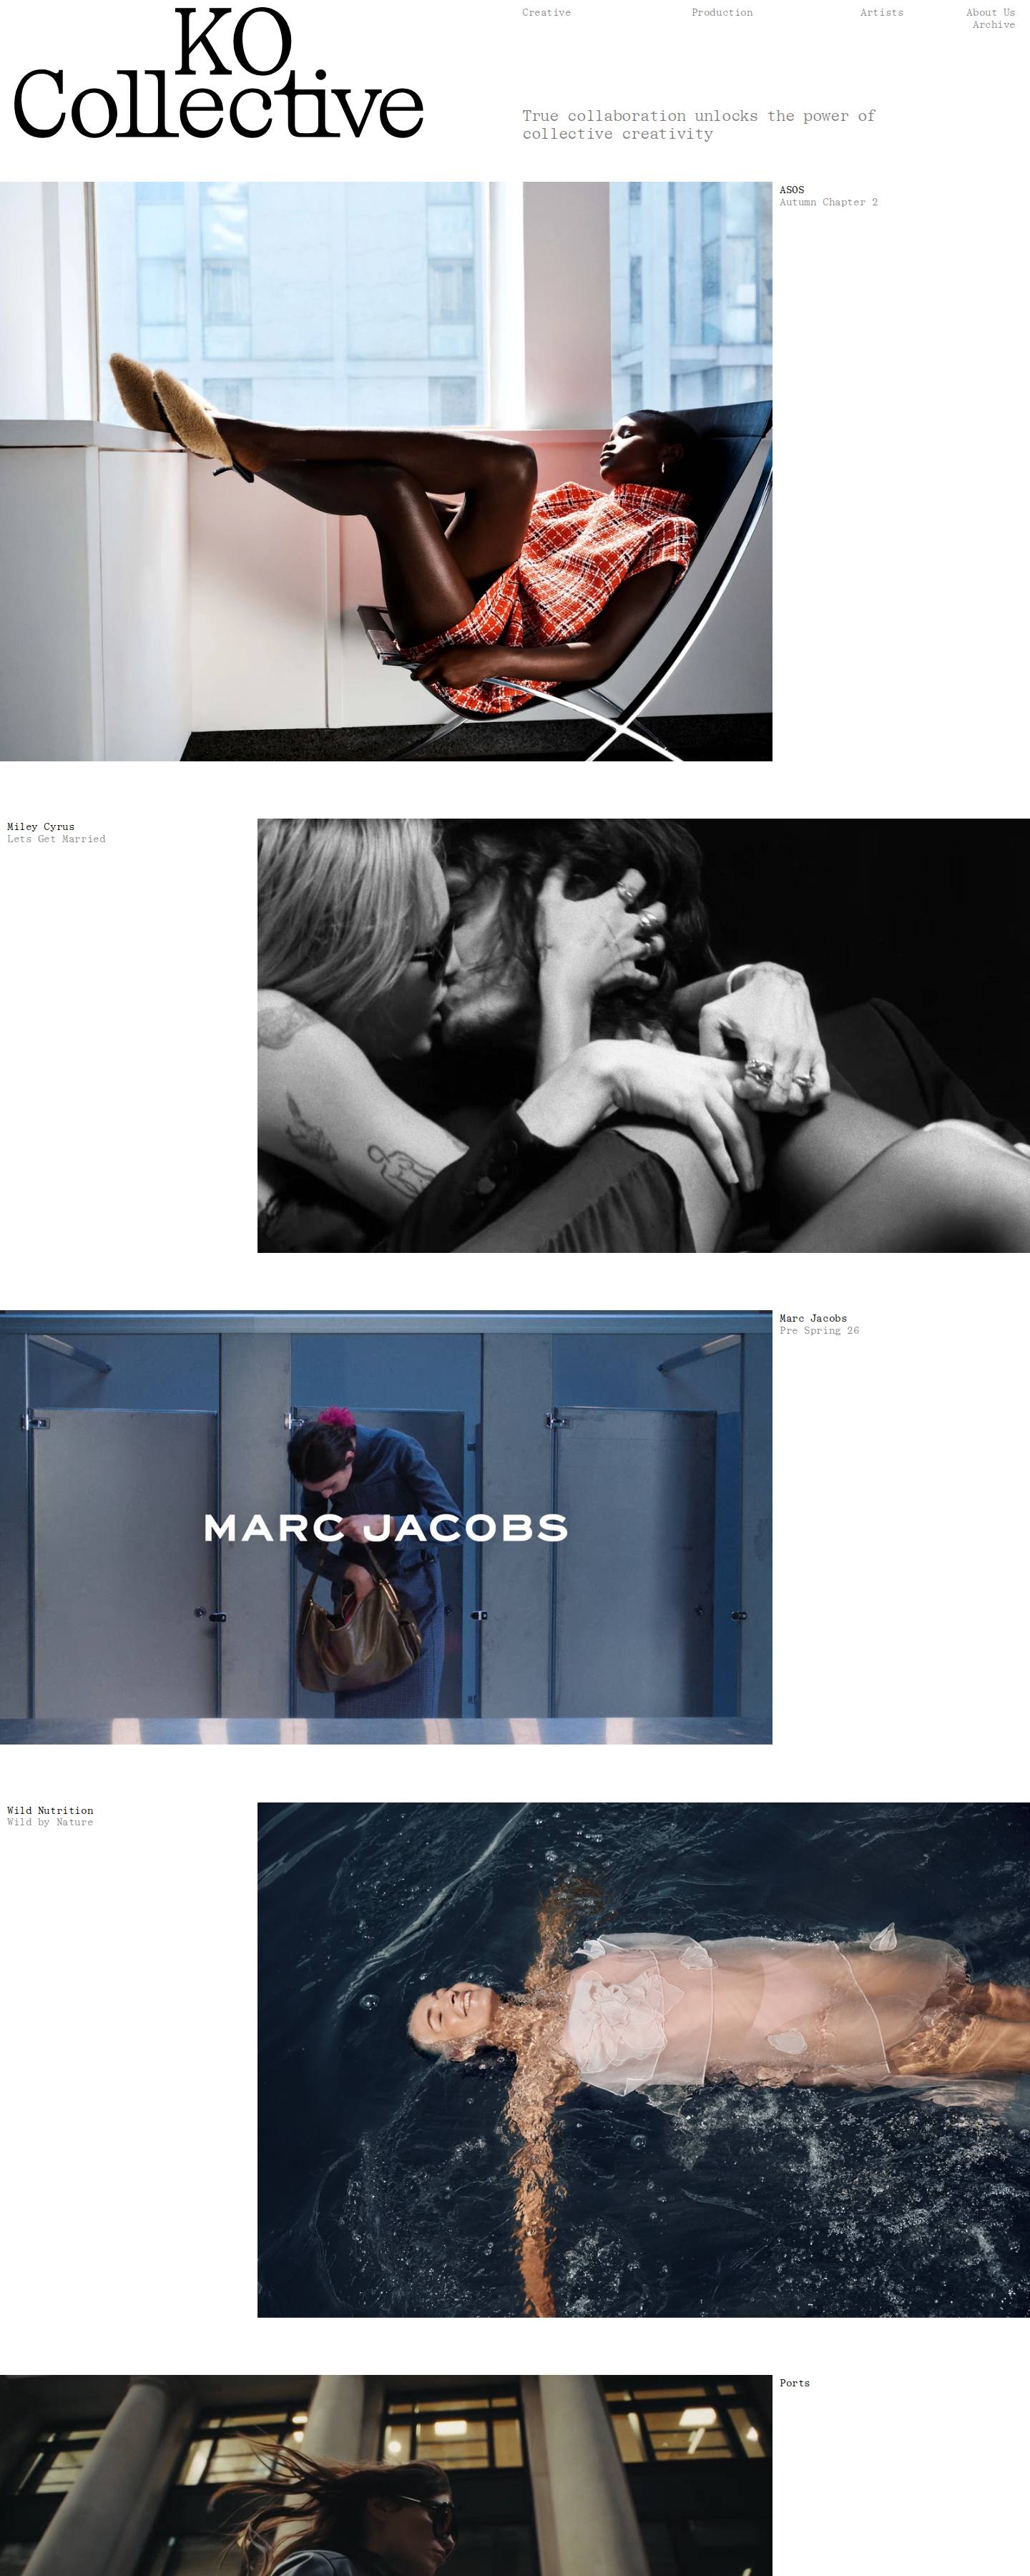 KO
Collective
Creative
Production
Artists
About Us
Archive
True collaboration unlocks the power of
collective creativity
ASOS
Autumn Chapter 2
Miley Cyrus
Lets Get Married
Marc Jacobs
Pre Spring 26
MARC JACOBS
Wild Nutrition
Wild by Nature
Ports